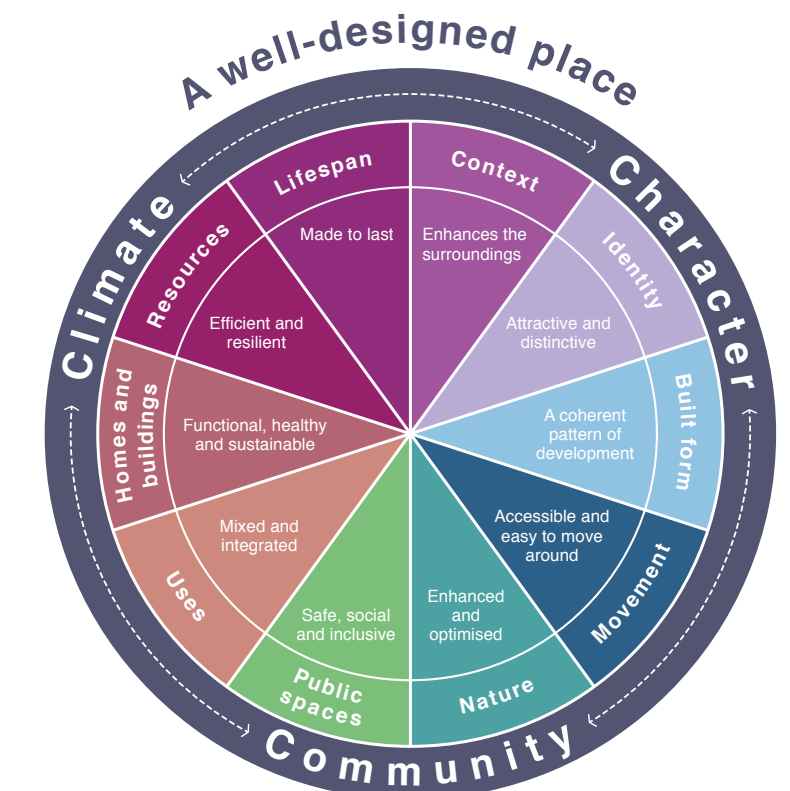 A well-designed place
Climate
Character
Community
Context
Enhances the
surroundings
Identity
Attractive and
distinctive
Built form
A coherent
pattern of
development
Movement
Accessible and
easy to move
around
Nature
Enhanced
and
optimised
Public
spaces
Safe, social
and inclusive
Uses
Mixed and
integrated
Homes and
buildings
Functional, healthy
and sustainable
Resources
Efficient and
resilient
Lifespan
Made to last